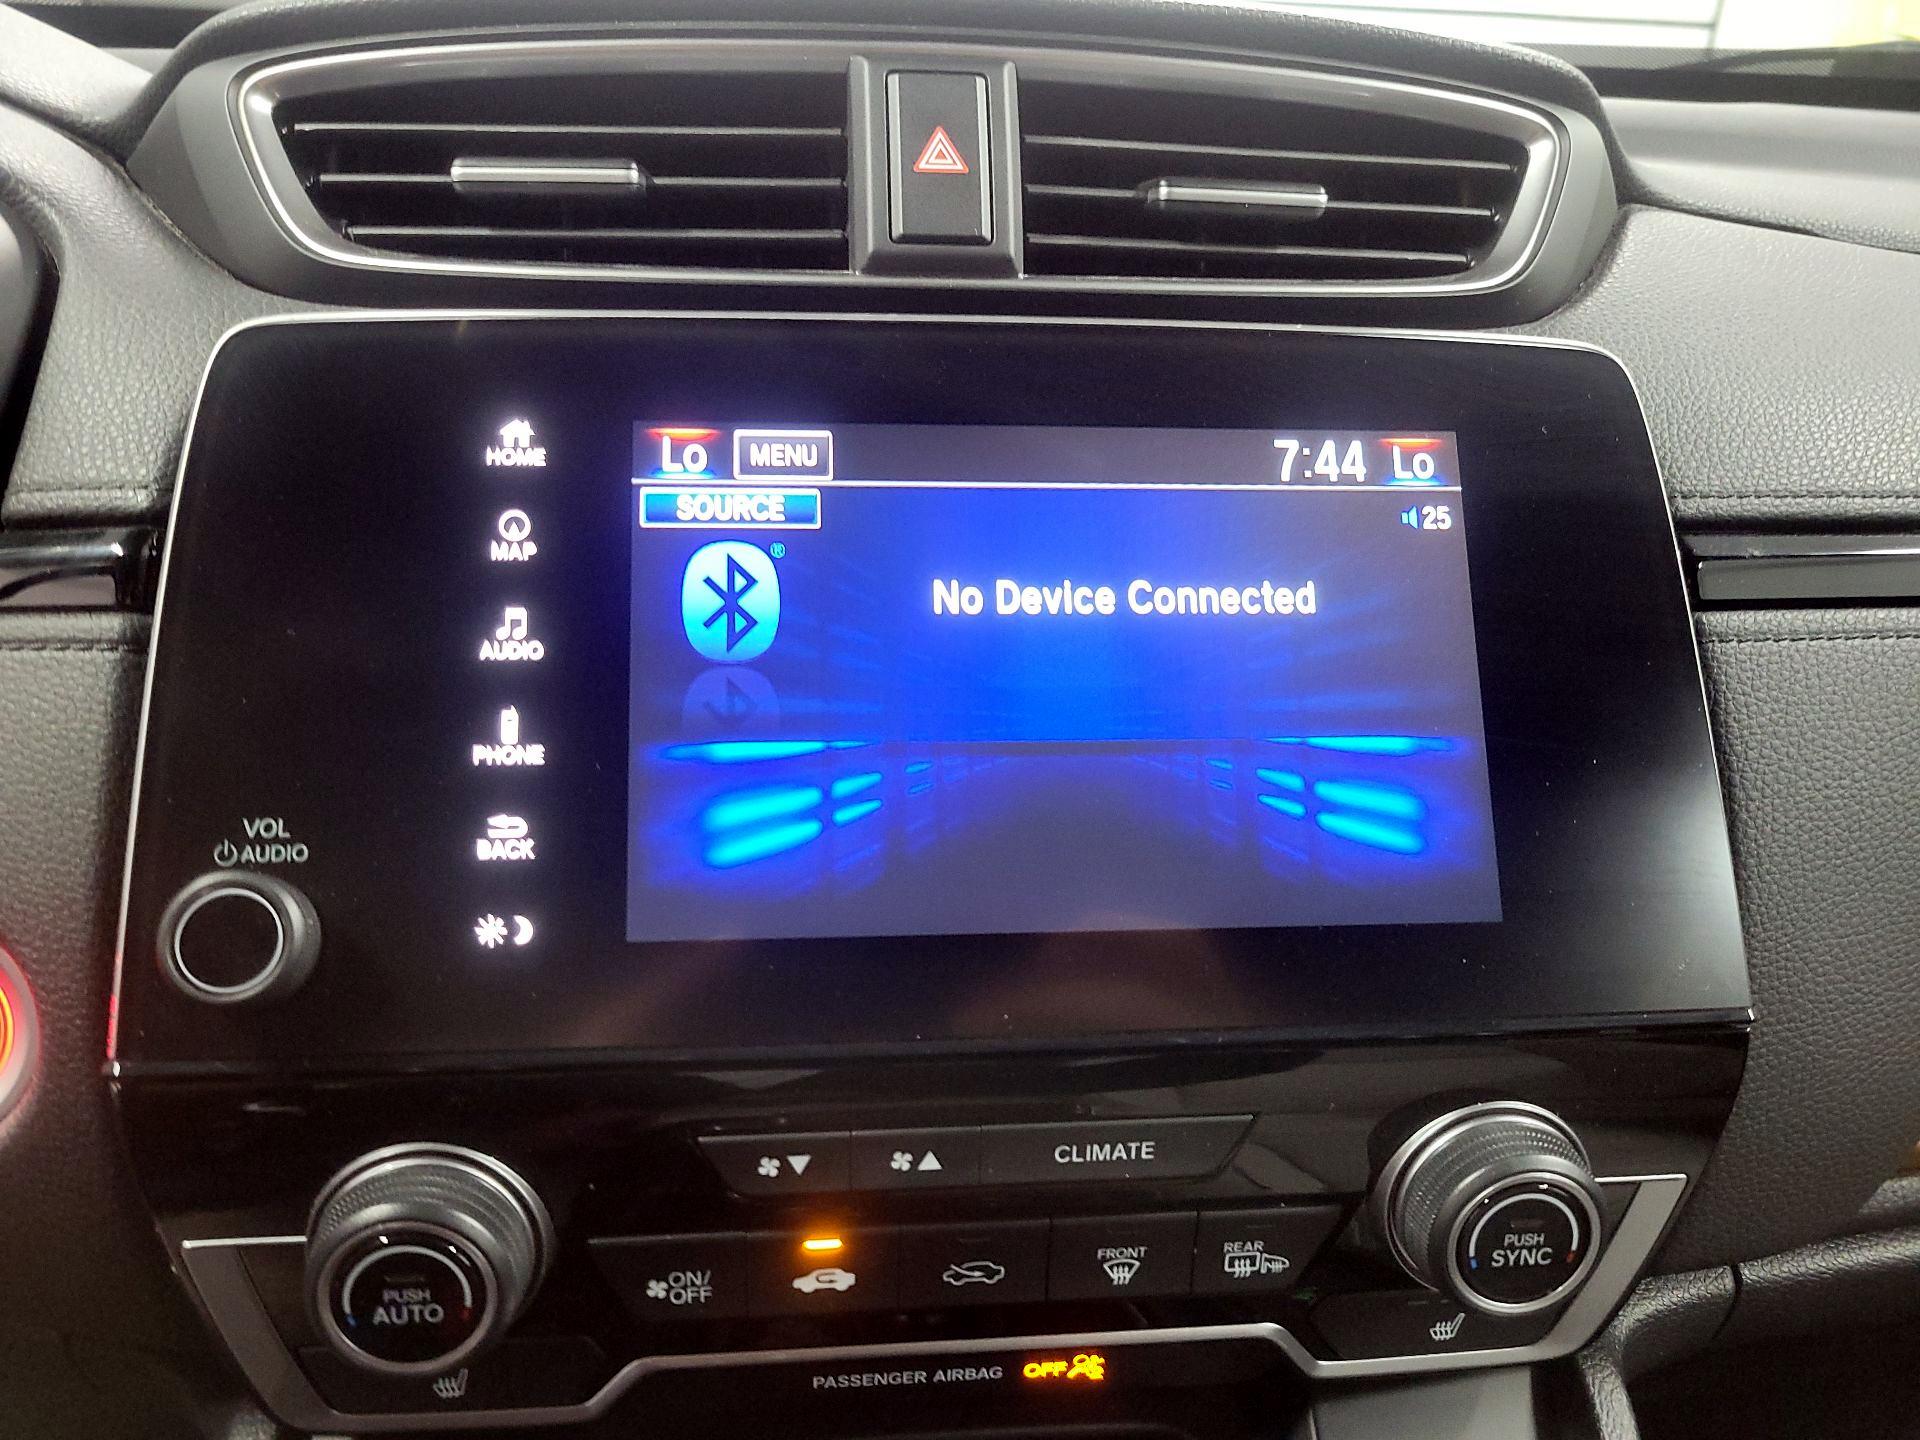 HOME
MAP
AUDIO
PHONE
BACK
VOL
AUDIO
Lo MENU 7:44 Lo
SOURCE
25
®
No Device Connected
CLIMATE
ON/
OFF
FRONT
REAR
PUSH
AUTO
PUSH
SYNC
PASSENGER AIRBAG OFF